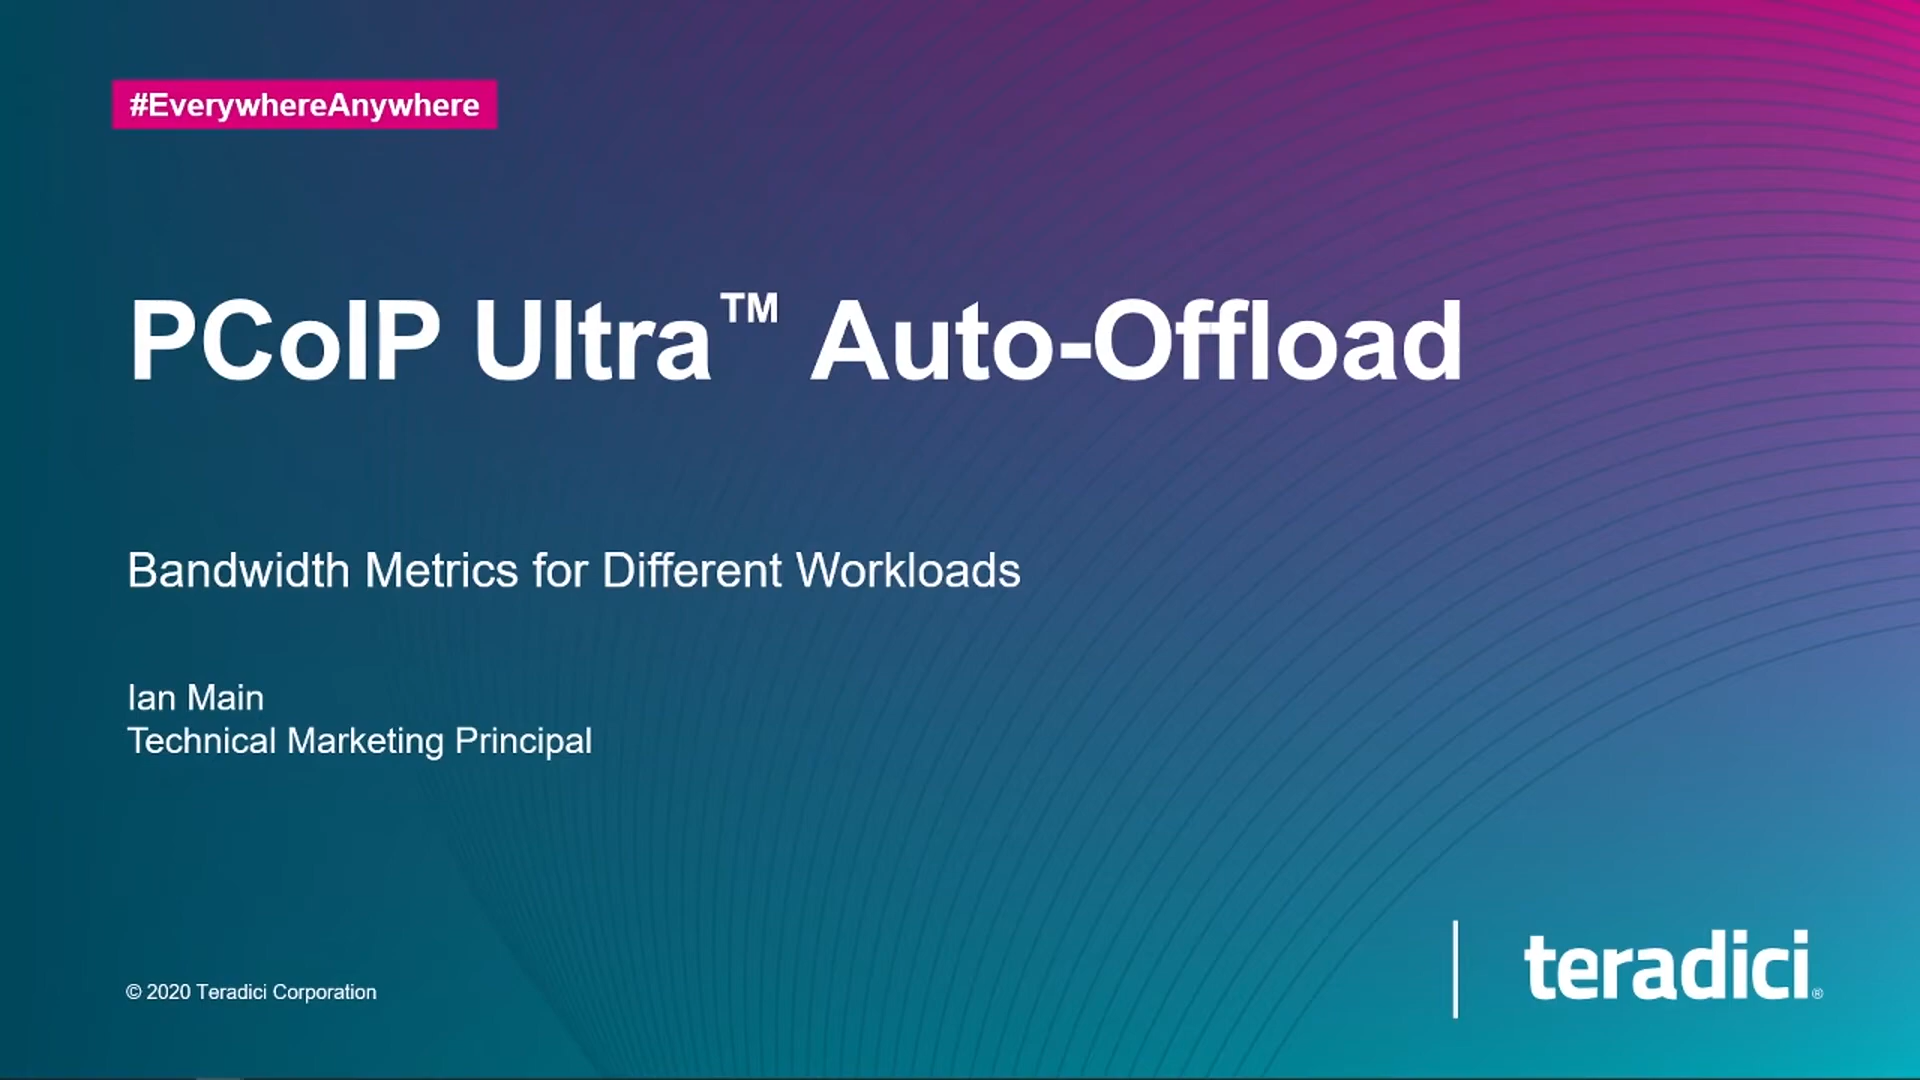 #EverywhereAnywhere
PCoIP Ultra™ Auto-Offload
Bandwidth Metrics for Different Workloads
Ian Main
Technical Marketing Principal
© 2020 Teradici Corporation
teradici®